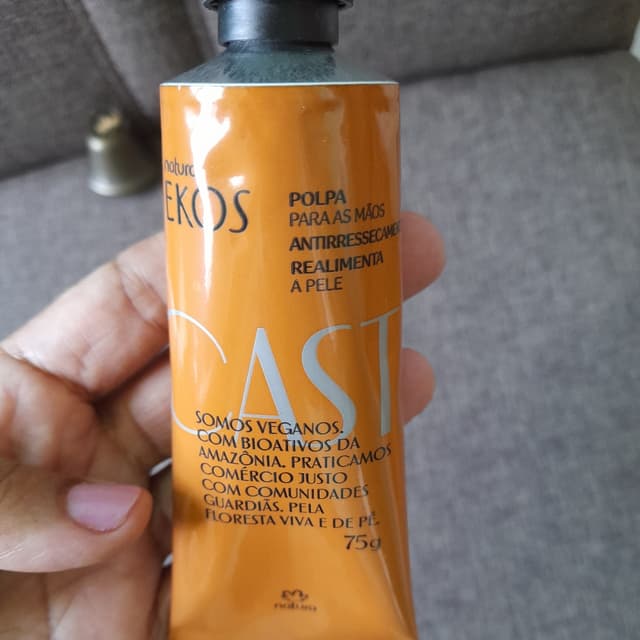 natura
EKOS
POLPA
PARA AS MÃOS
ANTIRRESSECAMEN
REALIMENTA
A PELE
CAST
SOMOS VEGANOS.
COM BIOATIVOS DA
AMAZÔNIA. PRATICAMOS
COMÉRCIO JUSTO
COM COMUNIDADES
GUARDIÃS. PELA
FLORESTA VIVA E DE PÉ.
75g
natura